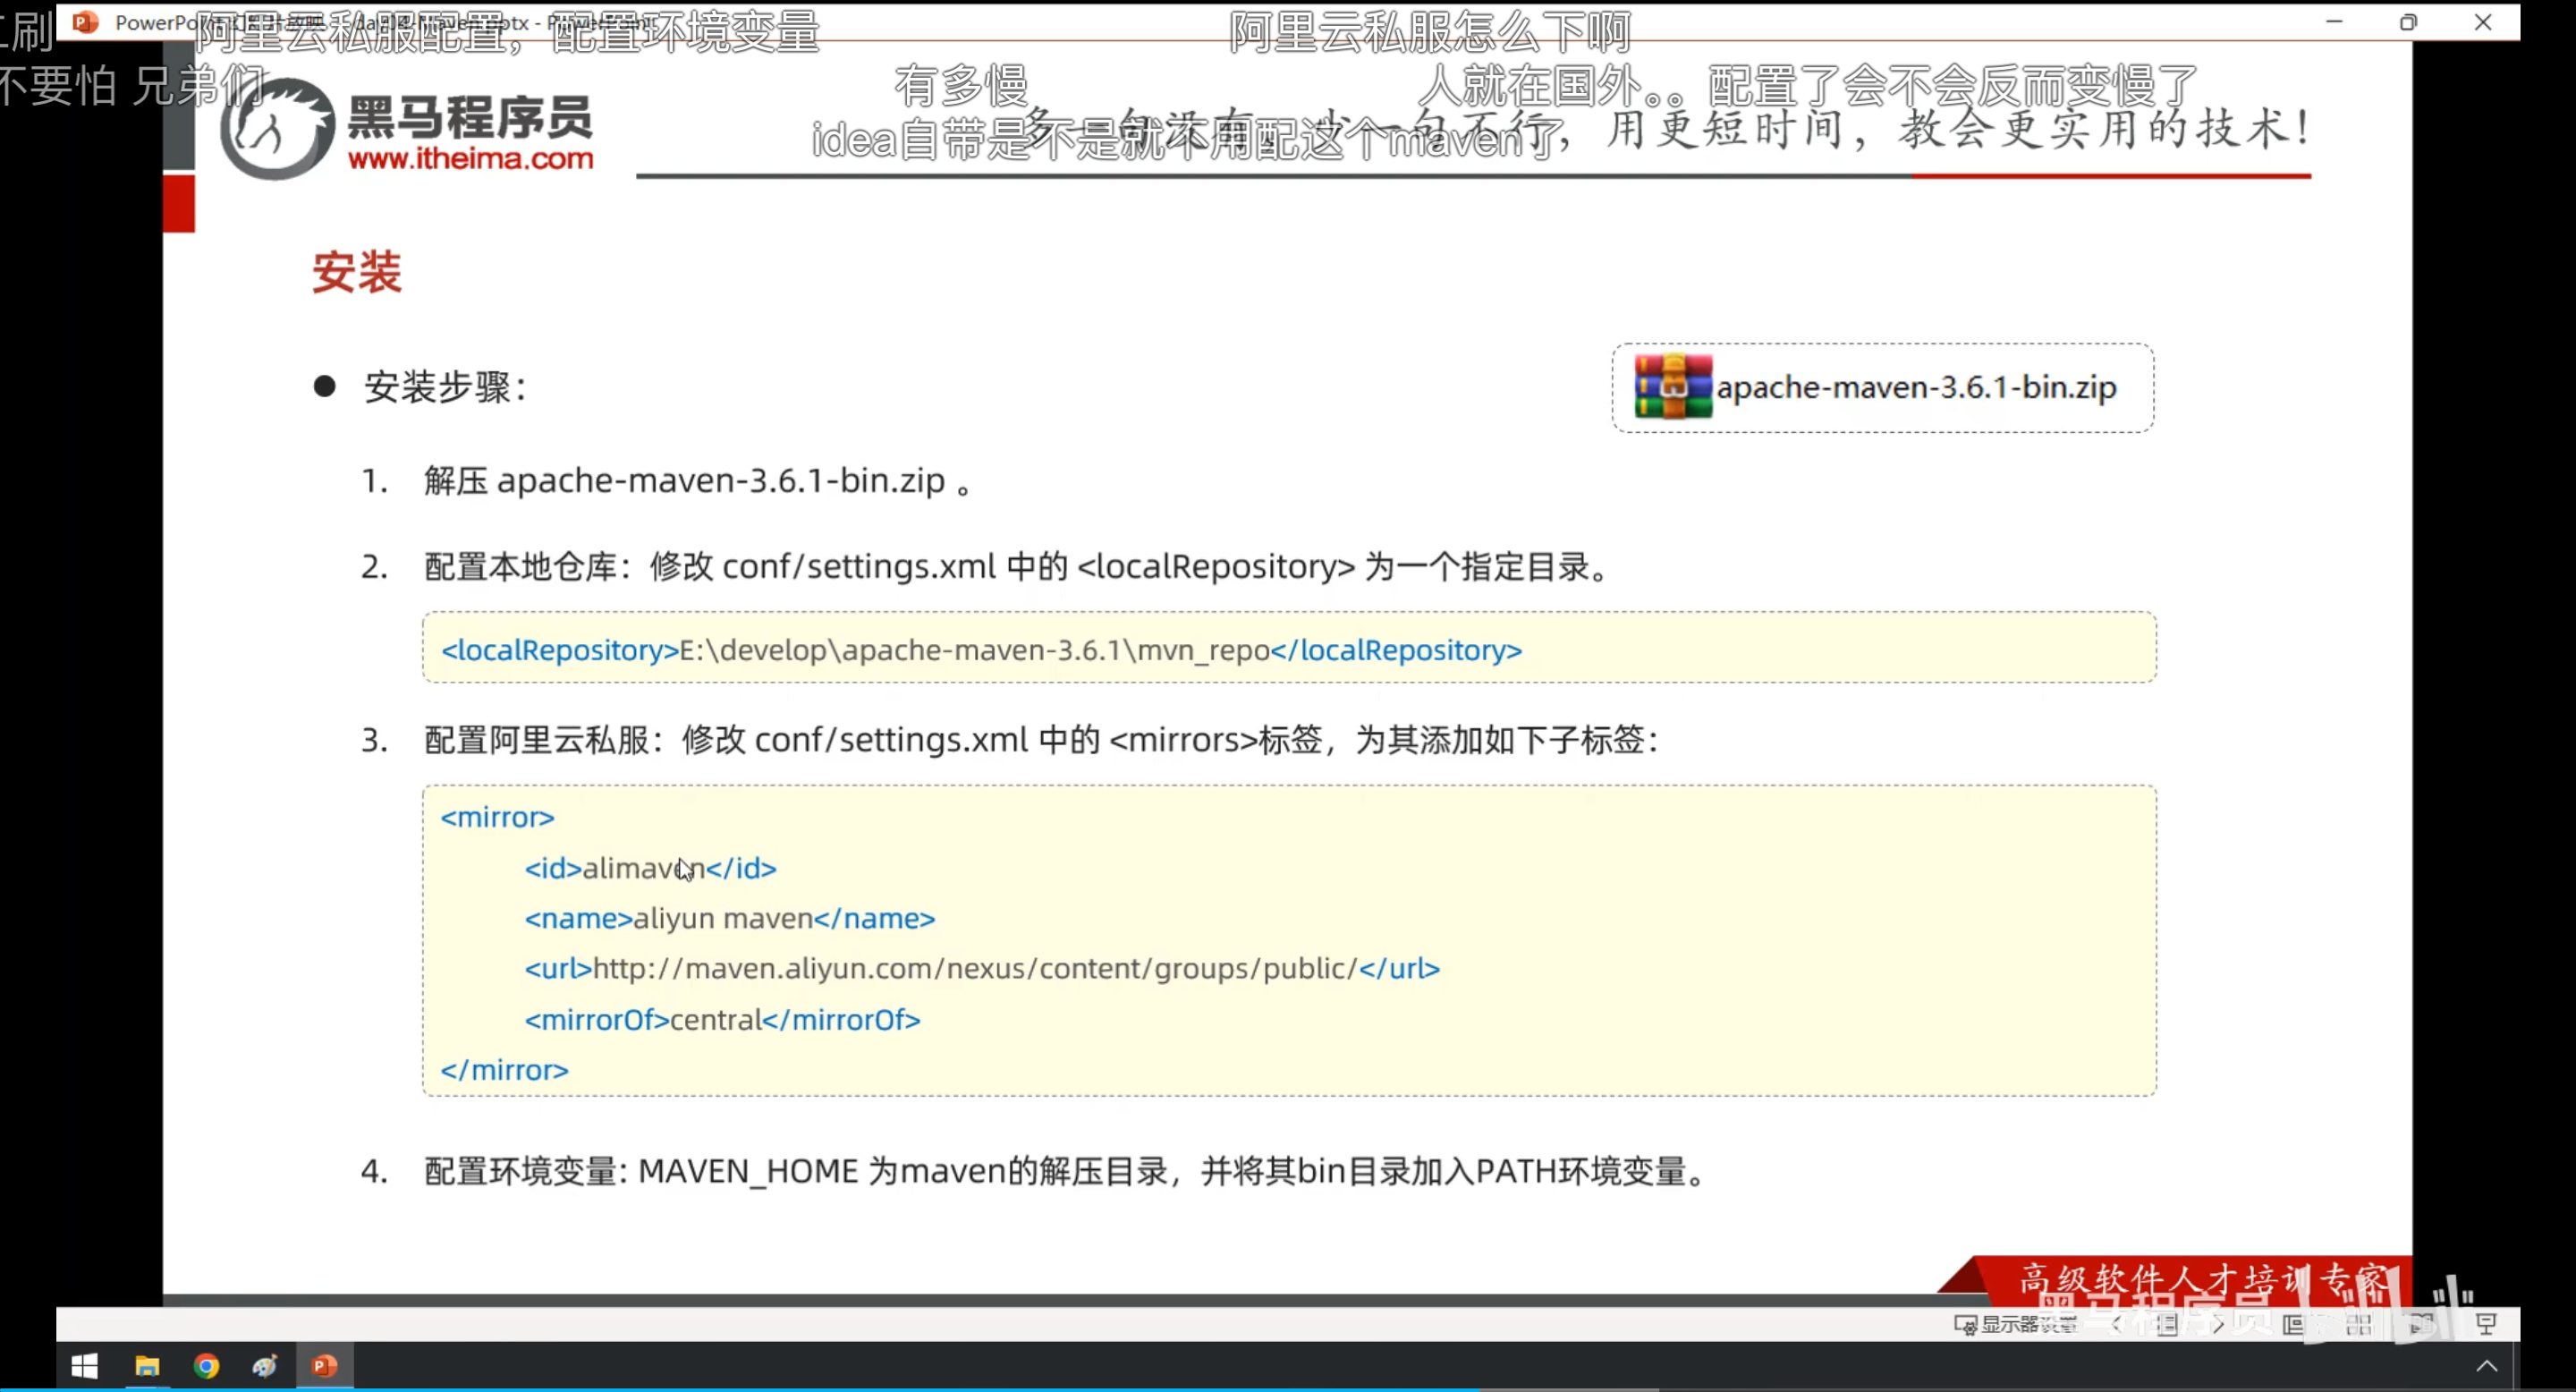 二刷
阿里云私服配置，配置环境变量
阿里云私服怎么下啊
不要怕 兄弟们
有多慢
人就在国外。。配置了会不会反而变慢了
idea自带是不是就不用配这个maven了
黑马程序员
www.itheima.com
多一句没有，少一句不行，用更短时间，教会更实用的技术！
安装
● 安装步骤：
apache-maven-3.6.1-bin.zip
1. 解压 apache-maven-3.6.1-bin.zip 。
2. 配置本地仓库：修改 conf/settings.xml 中的 <localRepository> 为一个指定目录。
<localRepository>E:\develop\apache-maven-3.6.1\mvn_repo</localRepository>
3. 配置阿里云私服：修改 conf/settings.xml 中的 <mirrors>标签，为其添加如下子标签：
<mirror>
<id>alimaven</id>
<name>aliyun maven</name>
<url>http://maven.aliyun.com/nexus/content/groups/public/</url>
<mirrorOf>central</mirrorOf>
</mirror>
4. 配置环境变量: MAVEN_HOME 为maven的解压目录，并将其bin目录加入PATH环境变量。
高级软件人才培训专家
黑马程序员
显示器设置